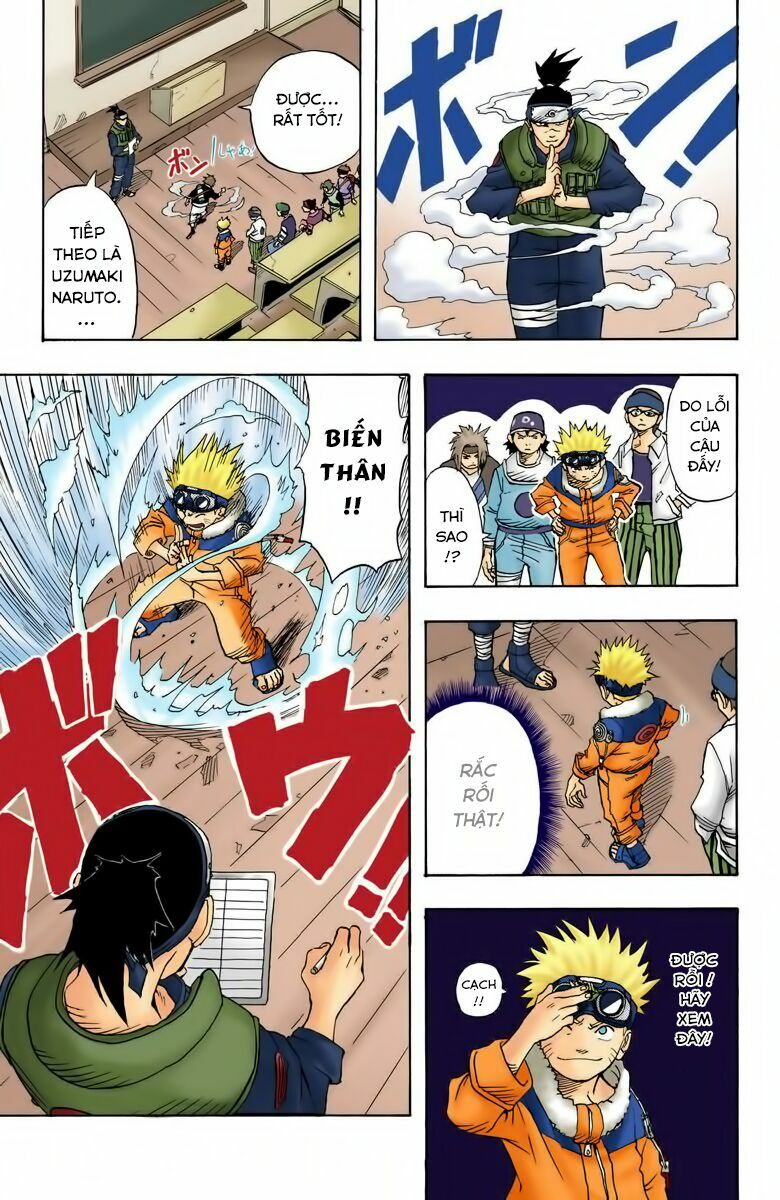 ボン!!
ĐƯỢC...
RẤT TỐT!
ボン
しゃあ!
TIẾP
THEO LÀ
UZUMAKI
NARUTO.
...
DO LỖI
CỦA
CẬU
ĐẤY!
THÌ
SAO
!?
RẮC
RỐI
THẬT!
ĐƯỢC
RỒI!
HÃY
XEM
ĐÂY!
CẠCH
!!
BIẾN
THÂN
!!
ボウ!!